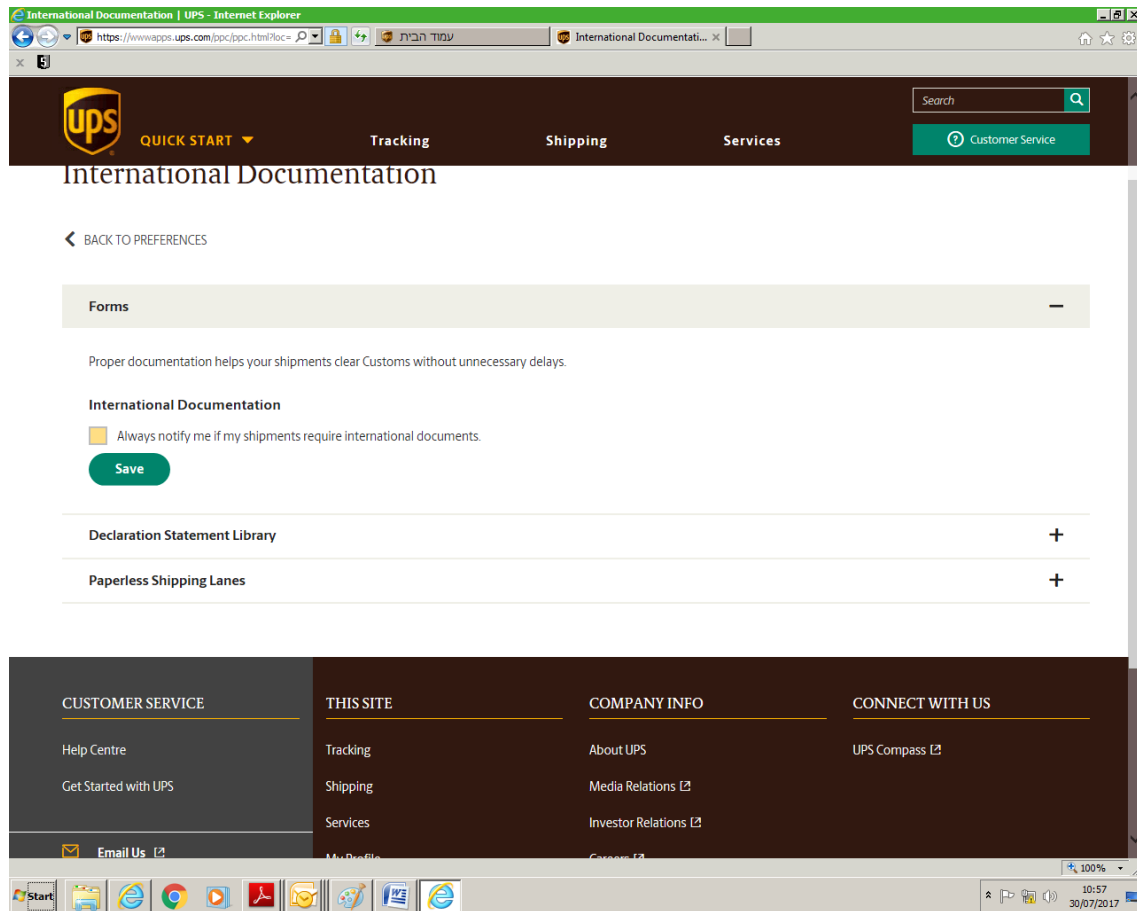 International Documentation | UPS - Internet Explorer
https://wwwapps.ups.com/ppc/ppc.html?loc=
עמוד הבית
International Documentati...
ups
QUICK START
Tracking
Shipping
Services
Search
Customer Service
International Documentation
BACK TO PREFERENCES
Forms
Proper documentation helps your shipments clear Customs without unnecessary delays.
International Documentation
Always notify me if my shipments require international documents.
Save
Declaration Statement Library
Paperless Shipping Lanes
CUSTOMER SERVICE
THIS SITE
COMPANY INFO
CONNECT WITH US
Help Centre
Tracking
About UPS
UPS Compass
Get Started with UPS
Shipping
Media Relations
Services
Investor Relations
Email Us
My Profile
Careers
100%
Start
10:57
30/07/2017